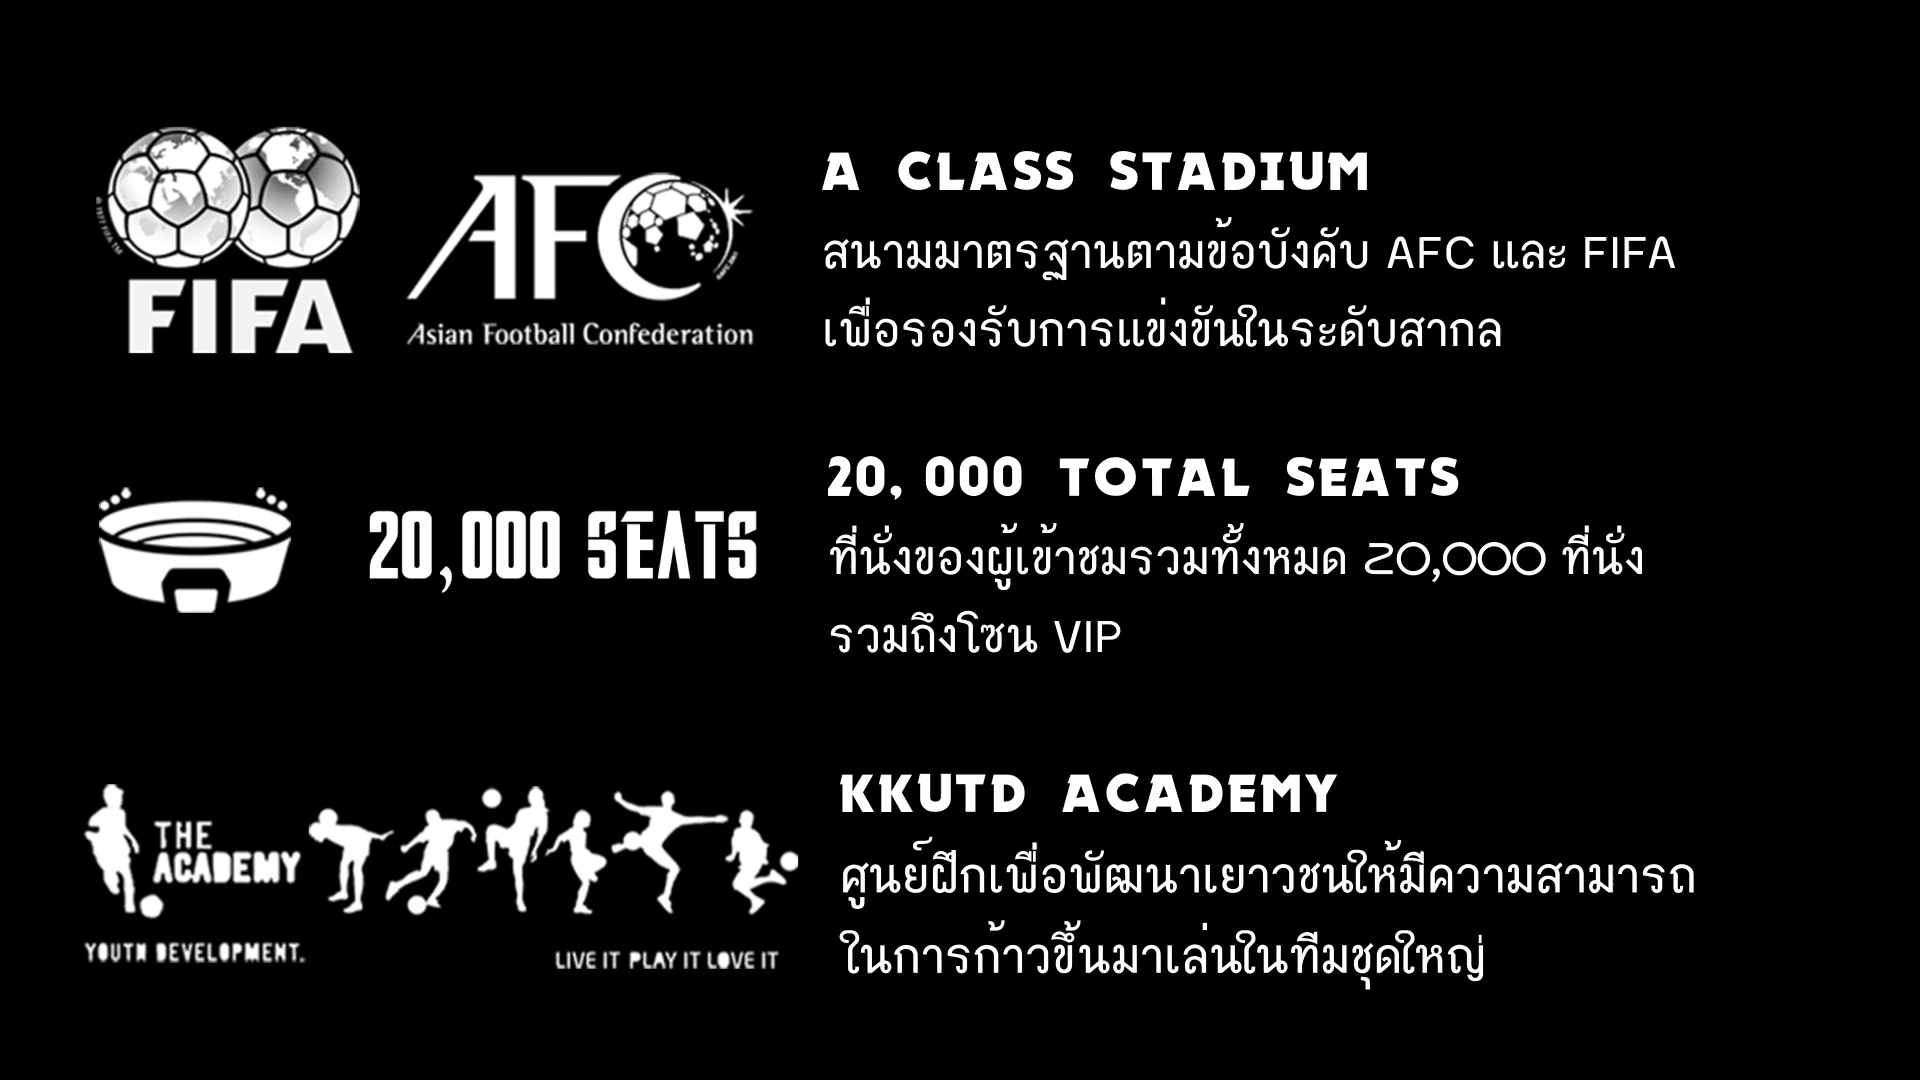 FIFA
AFC
Asian Football Confederation
A CLASS STADIUM
สนามมาตรฐานตามข้อบังคับ AFC และ FIFA
เพื่อรองรับการแข่งขันในระดับสากล
20,000 SEATS
20,000 TOTAL SEATS
ที่นั่งของผู้เข้าชมรวมทั้งหมด 20,000 ที่นั่ง
รวมถึงโซน VIP
THE
ACADEMY
YOUTH DEVELOPMENT.
LIVE IT PLAY IT LOVE IT
KKUTD ACADEMY
ศูนย์ฝึกเพื่อพัฒนาเยาวชนให้มีความสามารถ
ในการก้าวขึ้นมาเล่นในทีมชุดใหญ่